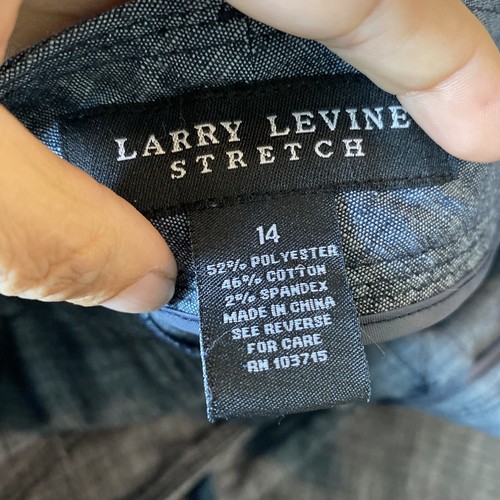 LARRY LEVINE
STRETCH
14
52% POLYESTER
46% COTTON
2% SPANDEX
MADE IN CHINA
SEE REVERSE
FOR CARE
RN 103715